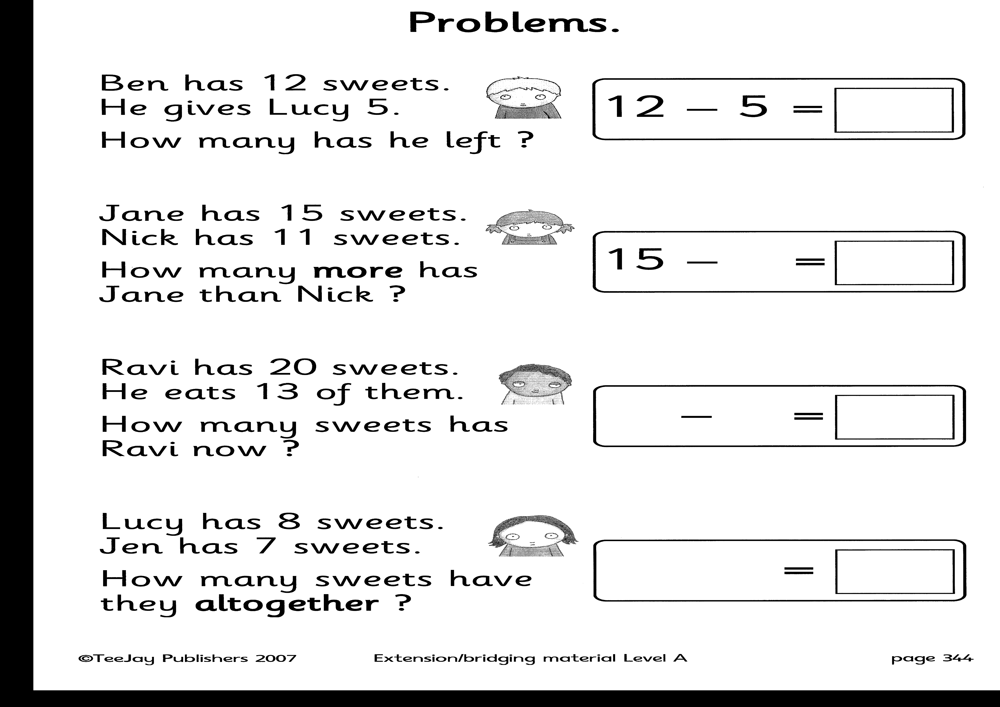 Problems.
Ben has 12 sweets.
He gives Lucy 5.
How many has he left ?
12 – 5 =
Jane has 15 sweets.
Nick has 11 sweets.
How many more has
Jane than Nick ?
15 – =
Ravi has 20 sweets.
He eats 13 of them.
How many sweets has
Ravi now ?
– =
Lucy has 8 sweets.
Jen has 7 sweets.
How many sweets have
they altogether ?
=
©TeeJay Publishers 2007 Extension/bridging material Level A page 344